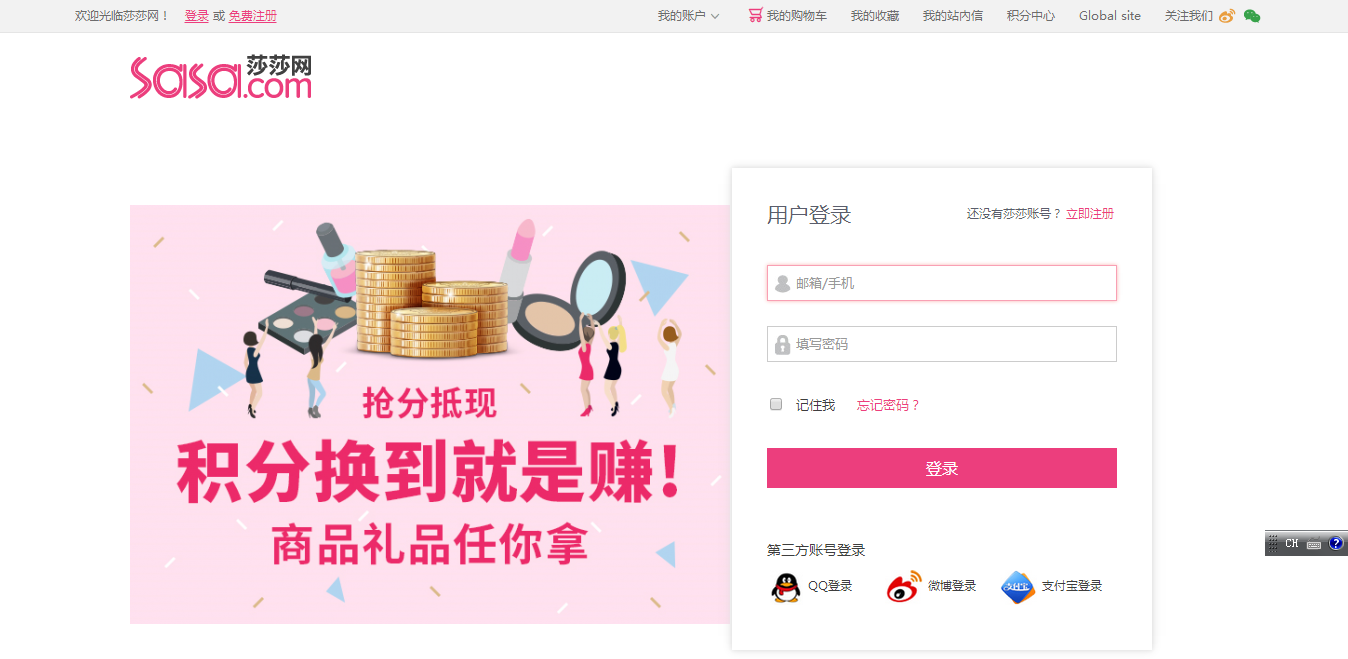 欢迎光临莎莎网！ 登录 或 免费注册 我的账户 我的购物车 我的收藏 我的站内信 积分中心 Global site 关注我们
Sasa.com 莎莎网
用户登录 还没有莎莎账号？ 立即注册
邮箱/手机
填写密码
记住我 忘记密码？
登录
第三方账号登录
QQ登录 微博登录 支付宝 支付宝登录
抢分抵现
积分换到就是赚!
商品礼品任你拿
CH ?